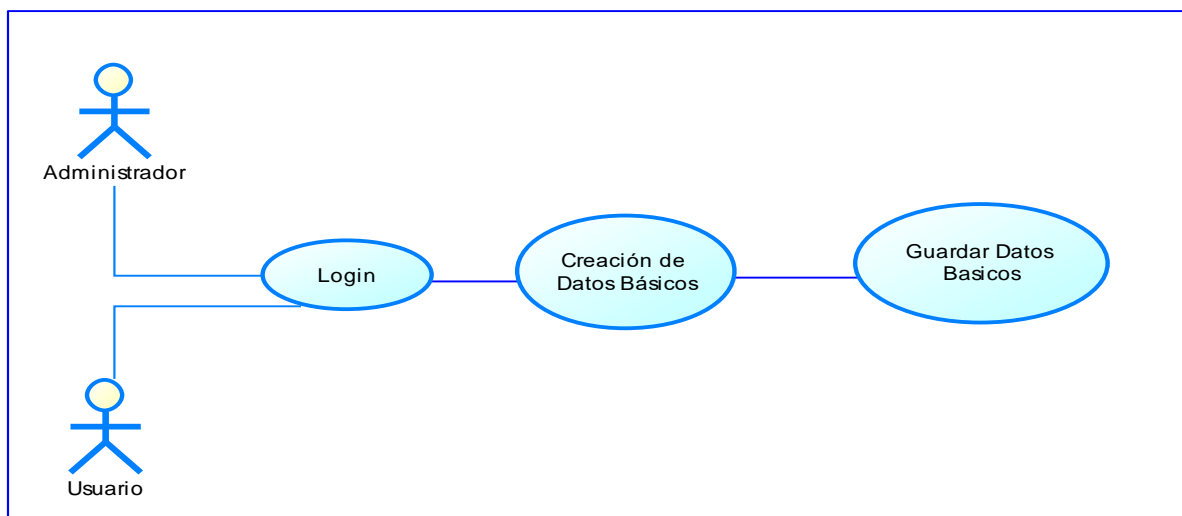 Administrador
Login
Creación de
Datos Básicos
Guardar Datos
Basicos
Usuario